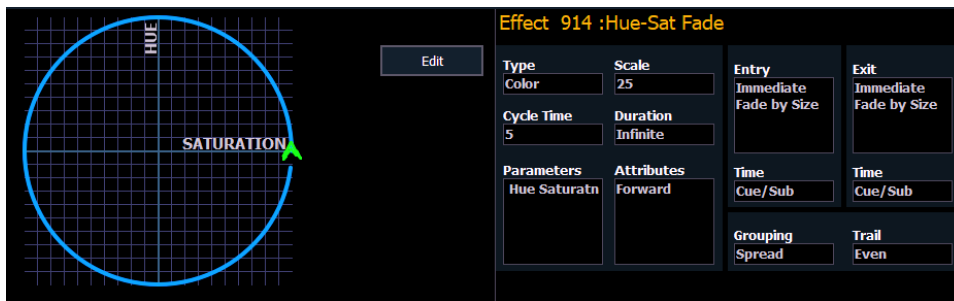 HUE
SATURATION
Edit
Effect 914 :Hue-Sat Fade
Type
Color
Scale
25
Cycle Time
5
Duration
Infinite
Parameters
Hue Saturatn
Attributes
Forward
Entry
Immediate
Fade by Size
Time
Cue/Sub
Exit
Immediate
Fade by Size
Time
Cue/Sub
Grouping
Spread
Trail
Even